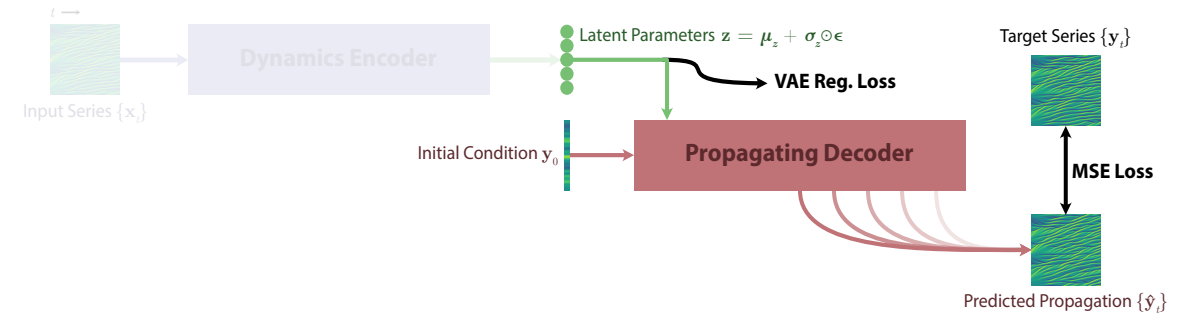 t →
Dynamics Encoder
Input Series {x_t}
Latent Parameters z = μ_z + σ_z⊙ϵ
VAE Reg. Loss
Target Series {y_t}
Initial Condition y_0
Propagating Decoder
MSE Loss
Predicted Propagation {ŷ_t}